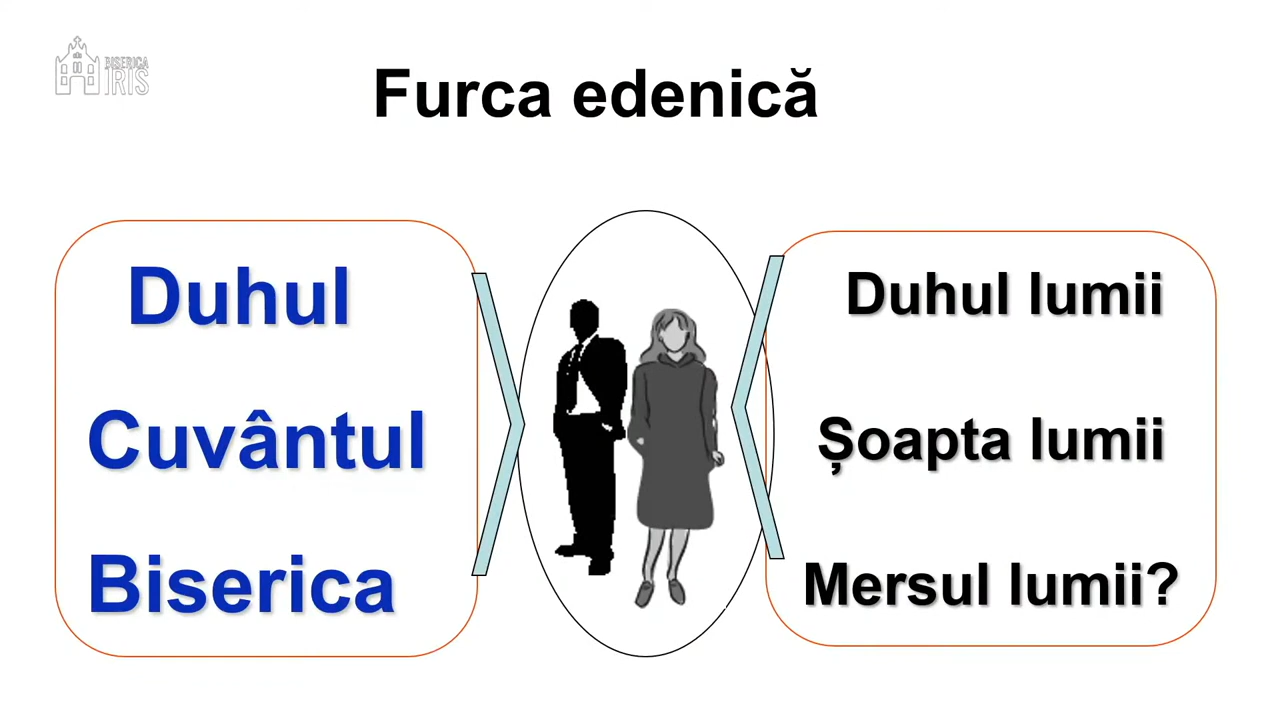 BISERICA
IRIS
Furca edenică
Duhul
Cuvântul
Biserica
Duhul lumii
Șoapta lumii
Mersul lumii?